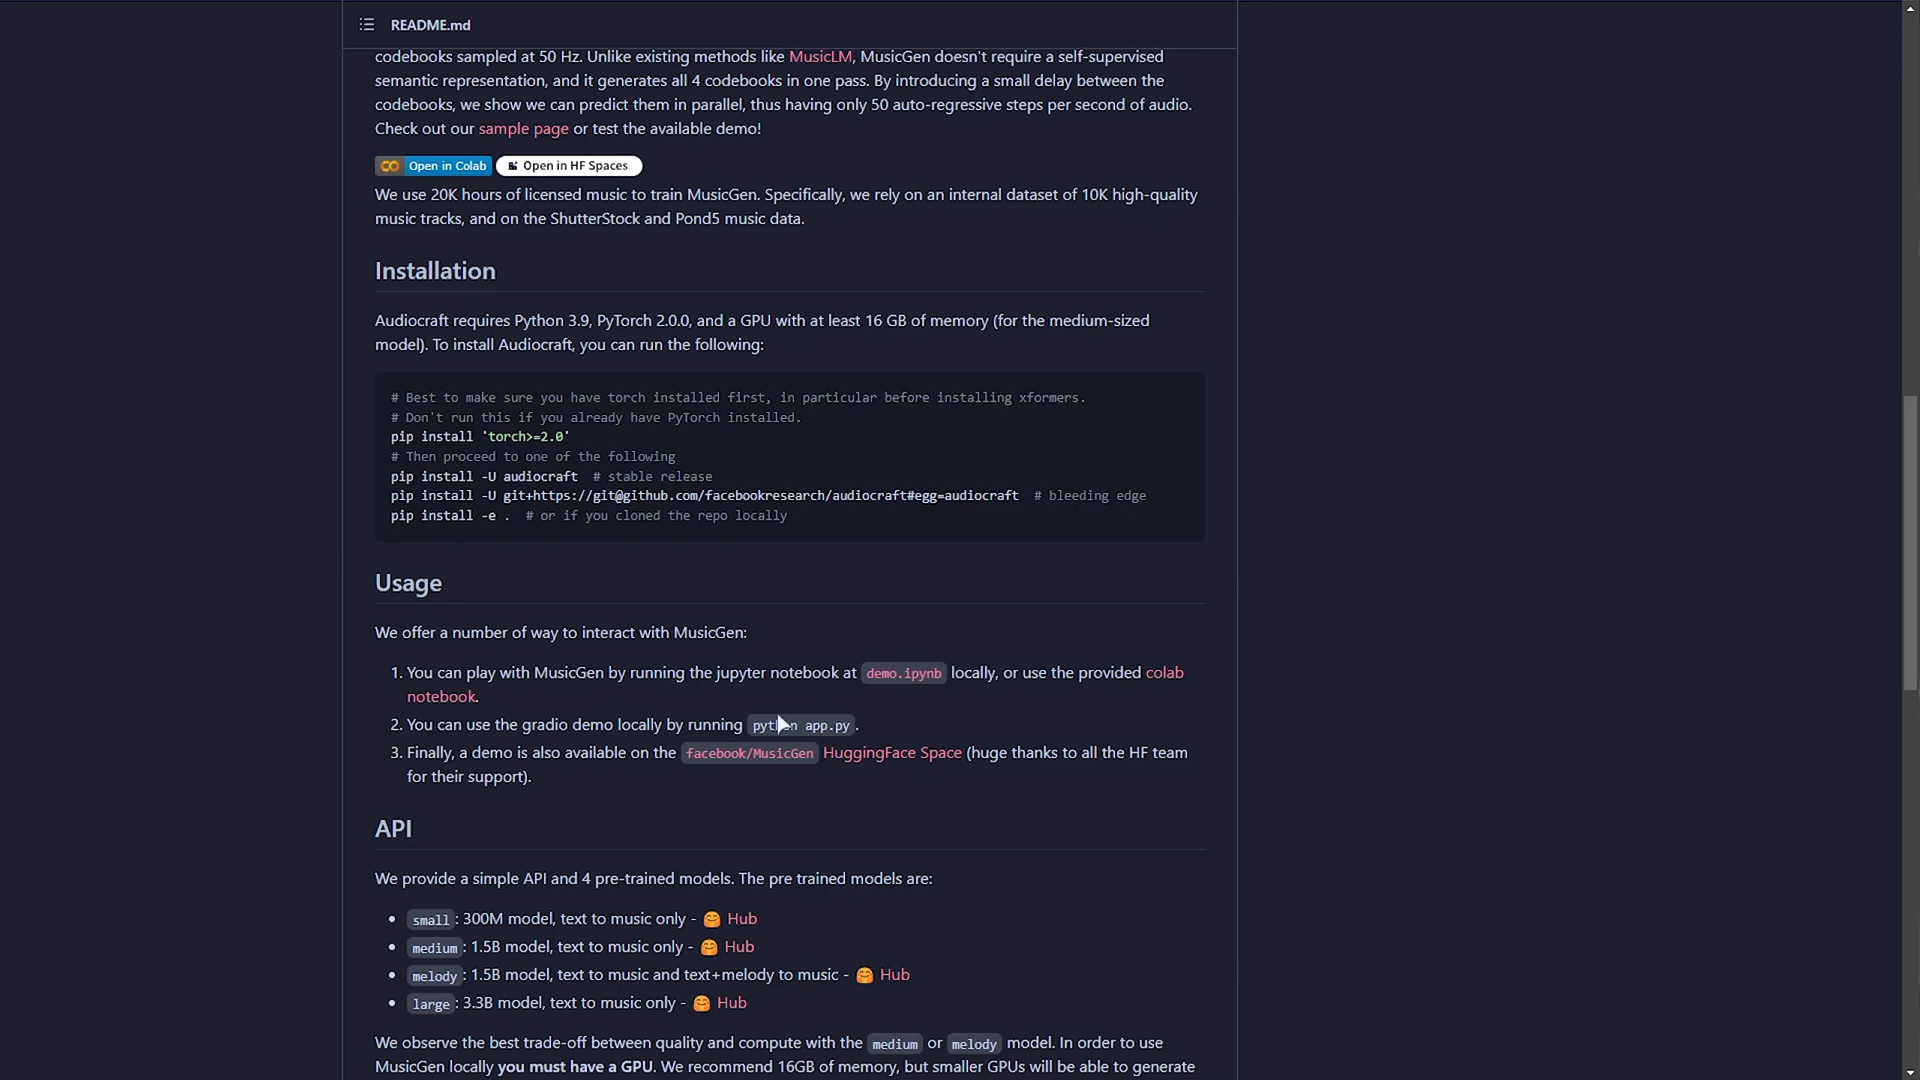 README.md
codebooks sampled at 50 Hz. Unlike existing methods like MusicLM, MusicGen doesn't require a self-supervised
semantic representation, and it generates all 4 codebooks in one pass. By introducing a small delay between the
codebooks, we show we can predict them in parallel, thus having only 50 auto-regressive steps per second of audio.
Check out our sample page or test the available demo!
Open in Colab Open in HF Spaces
We use 20K hours of licensed music to train MusicGen. Specifically, we rely on an internal dataset of 10K high-quality
music tracks, and on the ShutterStock and Pond5 music data.
Installation
Audiocraft requires Python 3.9, PyTorch 2.0.0, and a GPU with at least 16 GB of memory (for the medium-sized
model). To install Audiocraft, you can run the following:
# Best to make sure you have torch installed first, in particular before installing xformers.
# Don't run this if you already have PyTorch installed.
pip install 'torch>=2.0'
# Then proceed to one of the following
pip install -U audiocraft # stable release
pip install -U git+https://git@github.com/facebookresearch/audiocraft#egg=audiocraft # bleeding edge
pip install -e . # or if you cloned the repo locally
Usage
We offer a number of way to interact with MusicGen:
1. You can play with MusicGen by running the jupyter notebook at demo.ipynb locally, or use the provided colab
notebook.
2. You can use the gradio demo locally by running python app.py.
3. Finally, a demo is also available on the facebook/MusicGen HuggingFace Space (huge thanks to all the HF team
for their support).
API
We provide a simple API and 4 pre-trained models. The pre trained models are:
• small: 300M model, text to music only - 🤗 Hub
• medium: 1.5B model, text to music only - 🤗 Hub
• melody: 1.5B model, text to music and text+melody to music - 🤗 Hub
• large: 3.3B model, text to music only - 🤗 Hub
We observe the best trade-off between quality and compute with the medium or melody model. In order to use
MusicGen locally you must have a GPU. We recommend 16GB of memory, but smaller GPUs will be able to generate